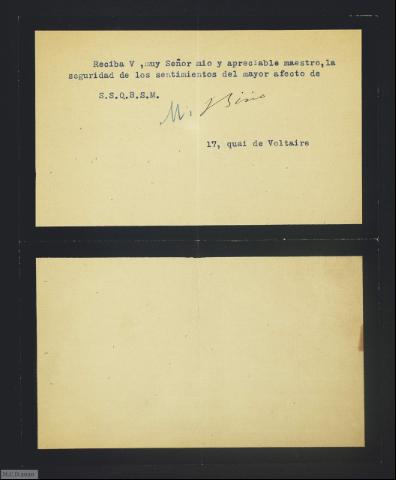 Reciba V ,muy Señor mio y apreciable maestro,la
seguridad de los sentimientos del mayor afecto de
S.S.Q.B.S.M.
17, quai de Voltaire